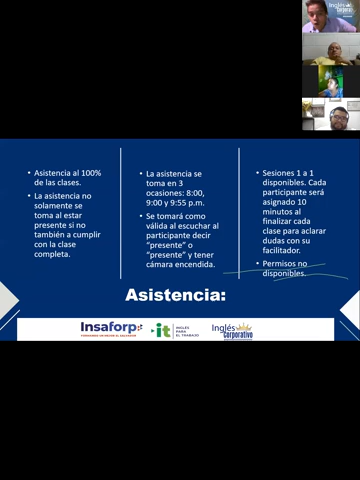 Inglés
Corporativo
• Asistencia al 100%
de las clases.
• La asistencia no
solamente se
toma al estar
presente si no
también a cumplir
con la clase
completa.
• La asistencia se
toma en 3
ocasiones: 8:00,
9:00 y 9:55 p.m.
• Se tomará como
válida al escuchar al
participante decir
“presente” o
“presente” y tener
cámara encendida.
• Sesiones 1 a 1
disponibles. Cada
participante será
asignado 10
minutos al
finalizar cada
clase para aclarar
dudas con su
facilitador.
• Permisos no
disponibles.
Asistencia:
Insaforp
it
INGLÉS
PARA
EL TRABAJO
Inglés
Corporativo